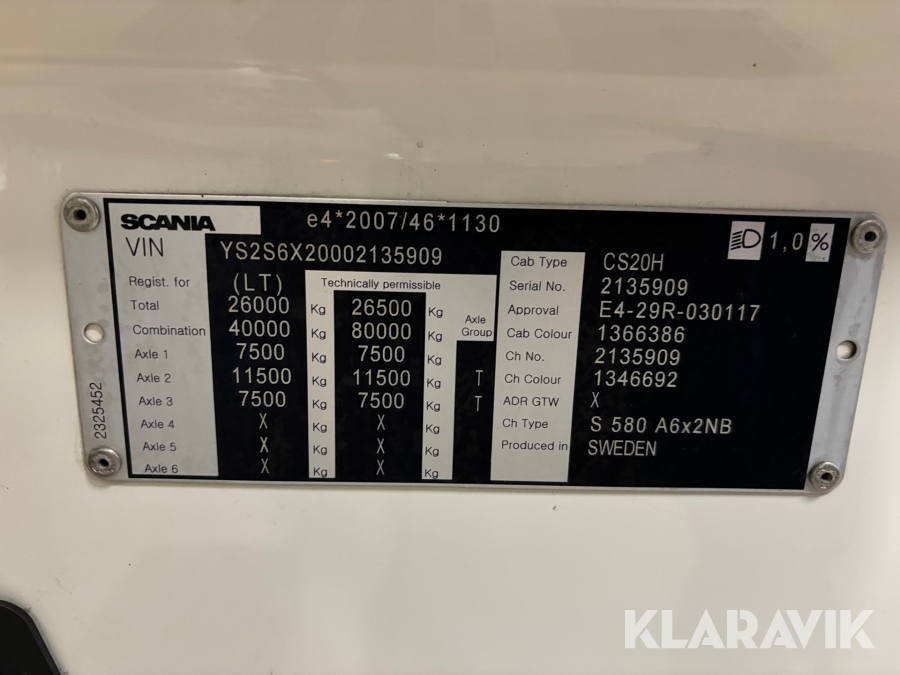 SCANIA e4*2007/46*1130 1,0 %
VIN YS2S6X20002135909
Regist. for (LT) Technically permissible
Total 26000 Kg 26500 Kg Axle Group
Combination 40000 Kg 80000 Kg
Axle 1 7500 Kg 7500 Kg
Axle 2 11500 Kg 11500 Kg T
Axle 3 7500 Kg 7500 Kg T
Axle 4 X Kg X Kg
Axle 5 X Kg X Kg
Axle 6 X Kg X Kg
Cab Type CS20H
Serial No. 2135909
Approval E4-29R-030117
Cab Colour 1366386
Ch No. 2135909
Ch Colour 1346692
ADR GTW X
Ch Type S 580 A6x2NB
Produced in SWEDEN
2325452
KLARAVIK